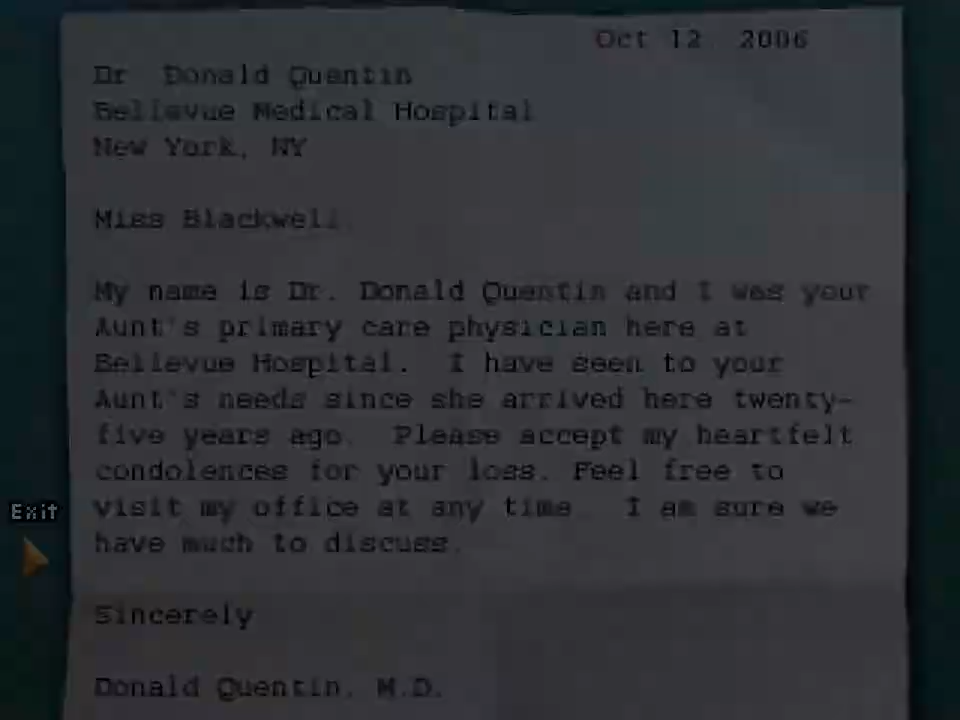 Oct 12, 2006
Dr. Donald Quentin
Bellevue Medical Hospital
New York, NY
Miss Blackwell,
My name is Dr. Donald Quentin and I was your
Aunt's primary care physician here at
Bellevue Hospital. I have seen to your
Aunt's needs since she arrived here twenty-
five years ago. Please accept my heartfelt
condolences for your loss. Feel free to
visit my office at any time. I am sure we
have much to discuss.
Exit
Sincerely
Donald Quentin, M.D.